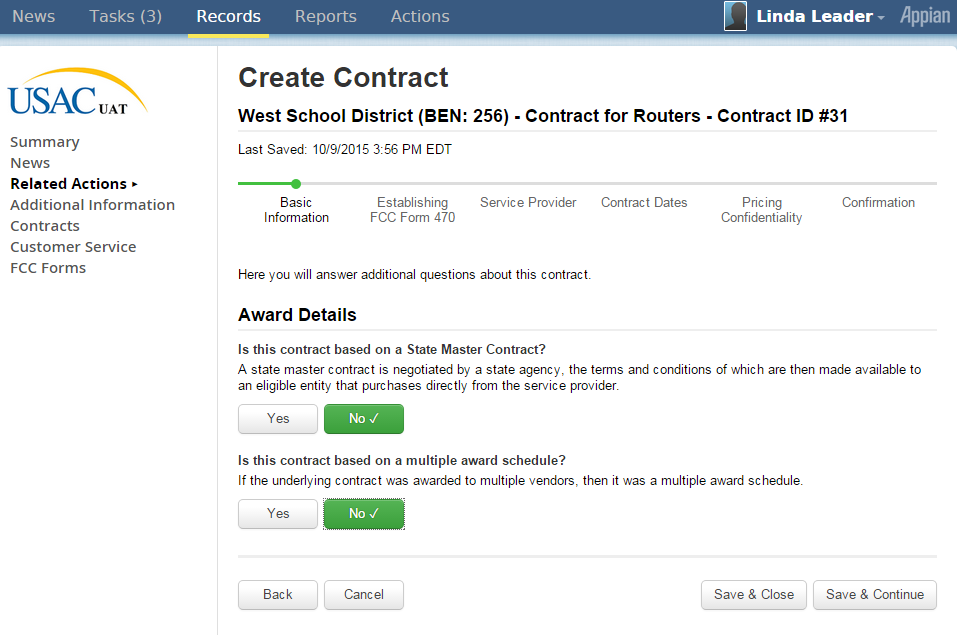 News Tasks (3) Records Reports Actions Linda Leader Appian
USAC UAT
Summary
News
Related Actions ▸
Additional Information
Contracts
Customer Service
FCC Forms
Create Contract
West School District (BEN: 256) - Contract for Routers - Contract ID #31
Last Saved: 10/9/2015 3:56 PM EDT
Basic
Information
Establishing
FCC Form 470
Service Provider
Contract Dates
Pricing
Confidentiality
Confirmation
Here you will answer additional questions about this contract.
Award Details
Is this contract based on a State Master Contract?
A state master contract is negotiated by a state agency, the terms and conditions of which are then made available to
an eligible entity that purchases directly from the service provider.
Yes No ✓
Is this contract based on a multiple award schedule?
If the underlying contract was awarded to multiple vendors, then it was a multiple award schedule.
Yes No ✓
Back Cancel Save & Close Save & Continue